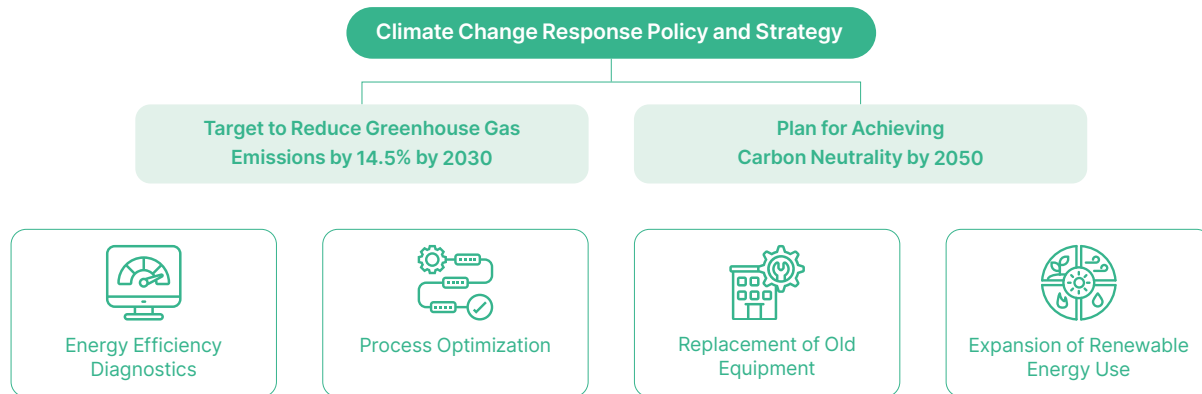 Climate Change Response Policy and Strategy
Target to Reduce Greenhouse Gas
Emissions by 14.5% by 2030
Plan for Achieving
Carbon Neutrality by 2050
Energy Efficiency
Diagnostics
Process Optimization
Replacement of Old
Equipment
Expansion of Renewable
Energy Use